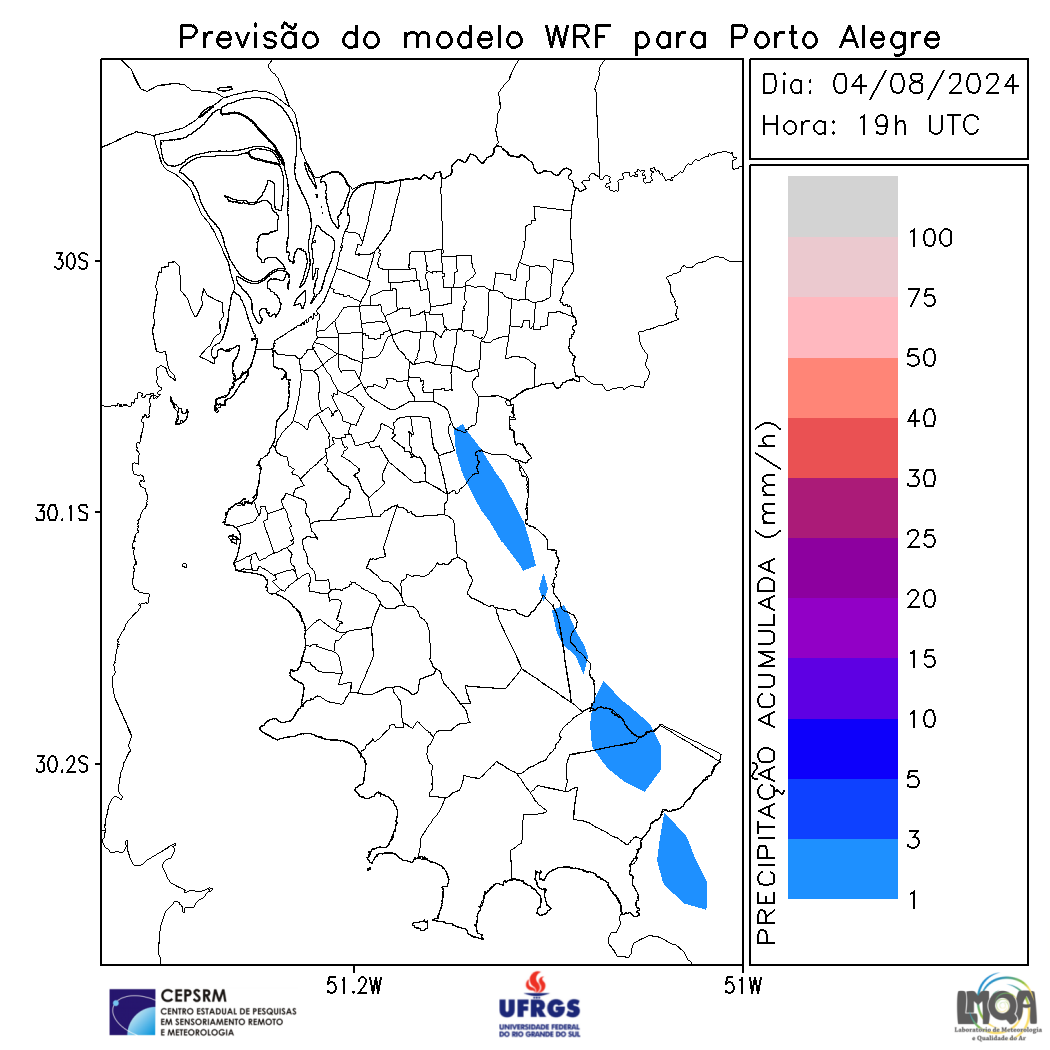 Previsão do modelo WRF para Porto Alegre
Dia: 04/08/2024
Hora: 19h UTC
30S
30.1S
30.2S
51.2W
51W
PRECIPITAÇÃO ACUMULADA (mm/h)
100
75
50
40
30
25
20
15
10
5
3
1
CEPSRM
CENTRO ESTADUAL DE PESQUISAS
EM SENSORIAMENTO REMOTO
E METEOROLOGIA
UFRGS
UNIVERSIDADE FEDERAL
DO RIO GRANDE DO SUL
LMQA
Laboratório de Meteorologia
e Qualidade do Ar